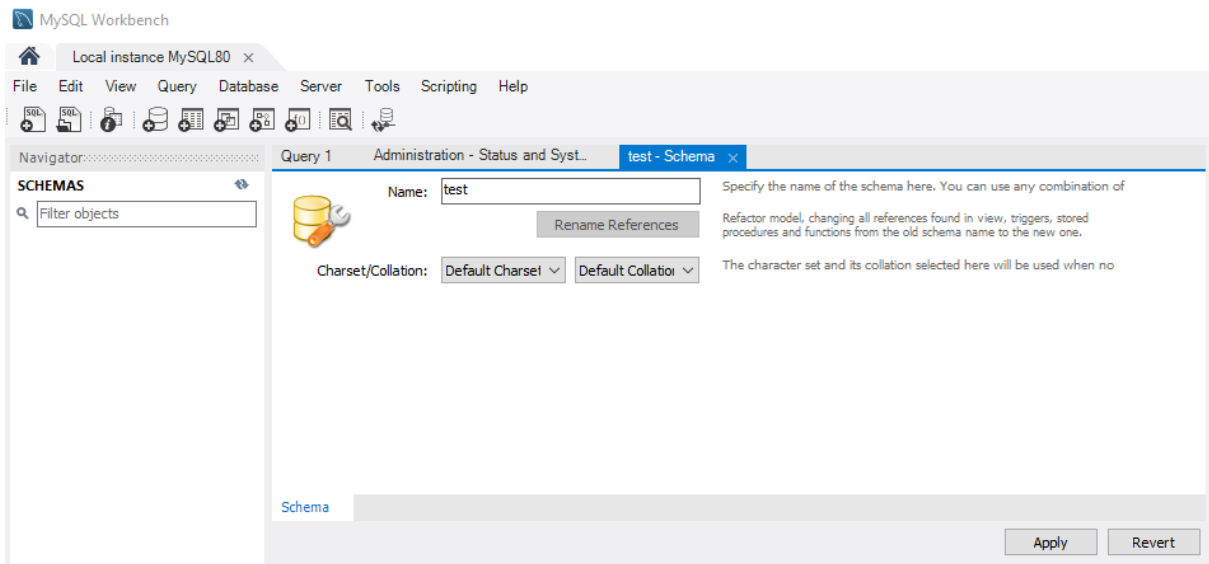 MySQL Workbench
Local instance MySQL80 ×
File Edit View Query Database Server Tools Scripting Help
Navigator
Query 1 Administration - Status and Syst... test - Schema ×
SCHEMAS
Filter objects
Name: test
Specify the name of the schema here. You can use any combination of
Rename References
Refactor model, changing all references found in view, triggers, stored
procedures and functions from the old schema name to the new one.
Charset/Collation: Default Charset Default Collation
The character set and its collation selected here will be used when no
Schema
Apply Revert